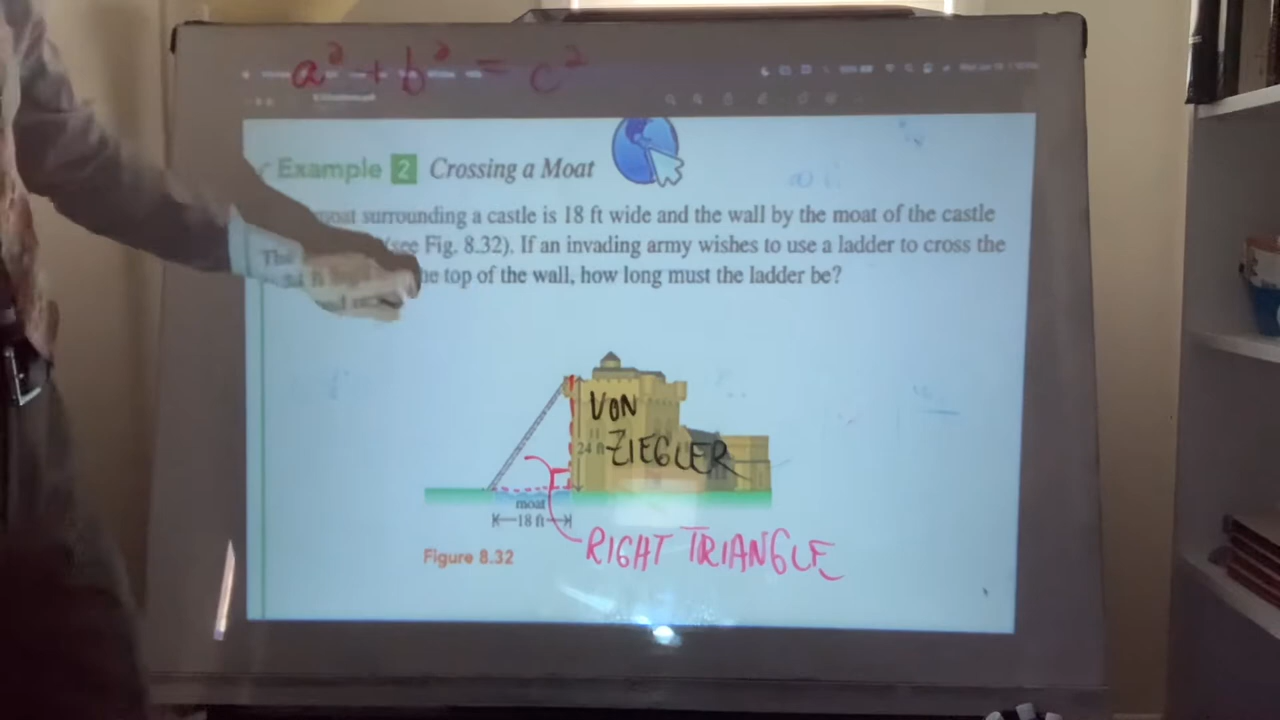 a² + b² = c²
Example 2 Crossing a Moat
moat surrounding a castle is 18 ft wide and the wall by the moat of the castle
The (see Fig. 8.32). If an invading army wishes to use a ladder to cross the
top of the wall, how long must the ladder be?
VON
24 ft ZIEGLER
moat
18 ft
RIGHT TRIANGLE
Figure 8.32